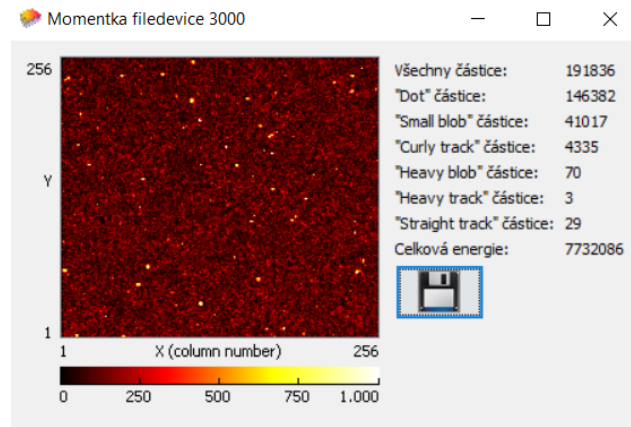 Momentka filedevice 3000
256
Y
1
1 X (column number) 256
0 250 500 750 1.000
Všechny částice: 191836
"Dot" částice: 146382
"Small blob" částice: 41017
"Curly track" částice: 4335
"Heavy blob" částice: 70
"Heavy track" částice: 3
"Straight track" částice: 29
Celková energie: 7732086